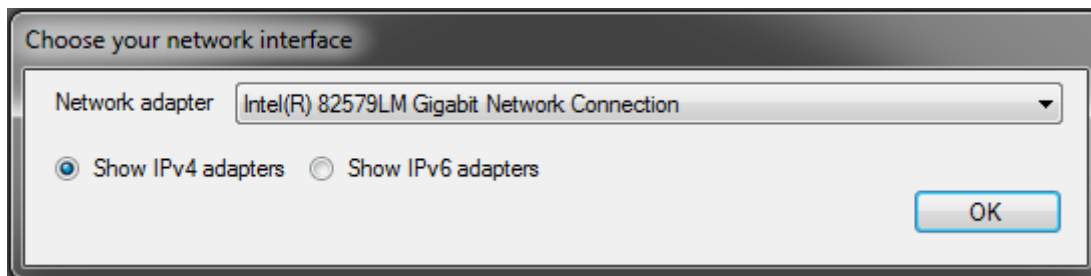 Choose your network interface
Network adapter Intel(R) 82579LM Gigabit Network Connection
Show IPv4 adapters Show IPv6 adapters
OK